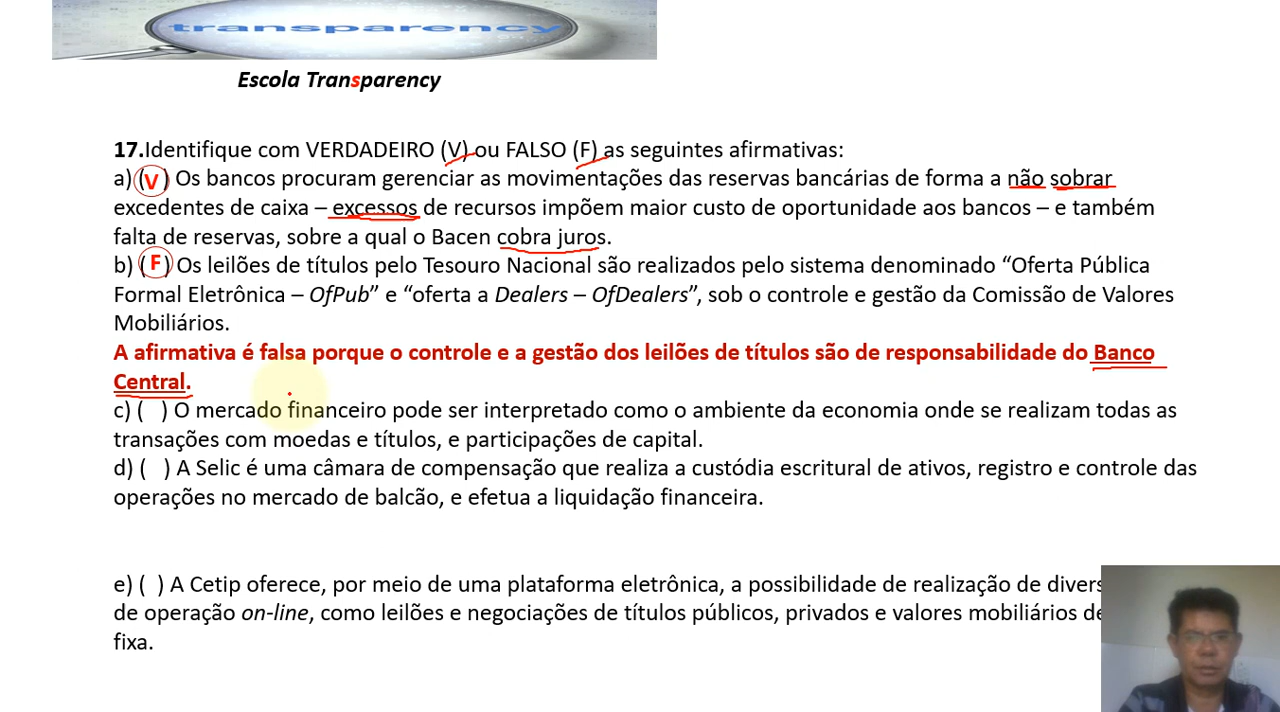 transparency
Escola Transparency
17.Identifique com VERDADEIRO (V) ou FALSO (F) as seguintes afirmativas:
a) (V) Os bancos procuram gerenciar as movimentações das reservas bancárias de forma a não sobrar
excedentes de caixa – excessos de recursos impõem maior custo de oportunidade aos bancos – e também
falta de reservas, sobre a qual o Bacen cobra juros.
b) (F) Os leilões de títulos pelo Tesouro Nacional são realizados pelo sistema denominado “Oferta Pública
Formal Eletrônica – OfPub” e “oferta a Dealers – OfDealers”, sob o controle e gestão da Comissão de Valores
Mobiliários.
A afirmativa é falsa porque o controle e a gestão dos leilões de títulos são de responsabilidade do Banco
Central.
c) ( ) O mercado financeiro pode ser interpretado como o ambiente da economia onde se realizam todas as
transações com moedas e títulos, e participações de capital.
d) ( ) A Selic é uma câmara de compensação que realiza a custódia escritural de ativos, registro e controle das
operações no mercado de balcão, e efetua a liquidação financeira.
e) ( ) A Cetip oferece, por meio de uma plataforma eletrônica, a possibilidade de realização de
de operação on-line, como leilões e negociações de títulos públicos, privados e valores mobiliários
fixa.